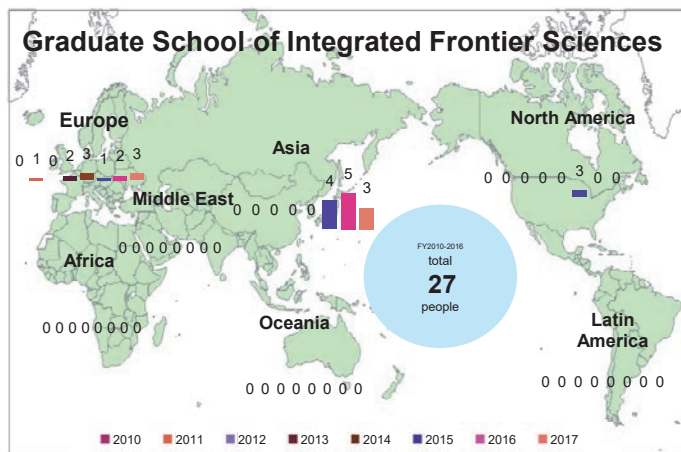 Graduate School of Integrated Frontier Sciences
Europe
0 1 0 2 3 1 2 3
Asia
0 0 0 0 0 4 5 3
North America
0 0 0 0 0 3 0 0
Middle East
0 0 0 0 0 0 0 0
Africa
0 0 0 0 0 0 0 0
FY2010-2016
total
27
people
Oceania
0 0 0 0 0 0 0 0
Latin
America
0 0 0 0 0 0 0 0
2010 2011 2012 2013 2014 2015 2016 2017